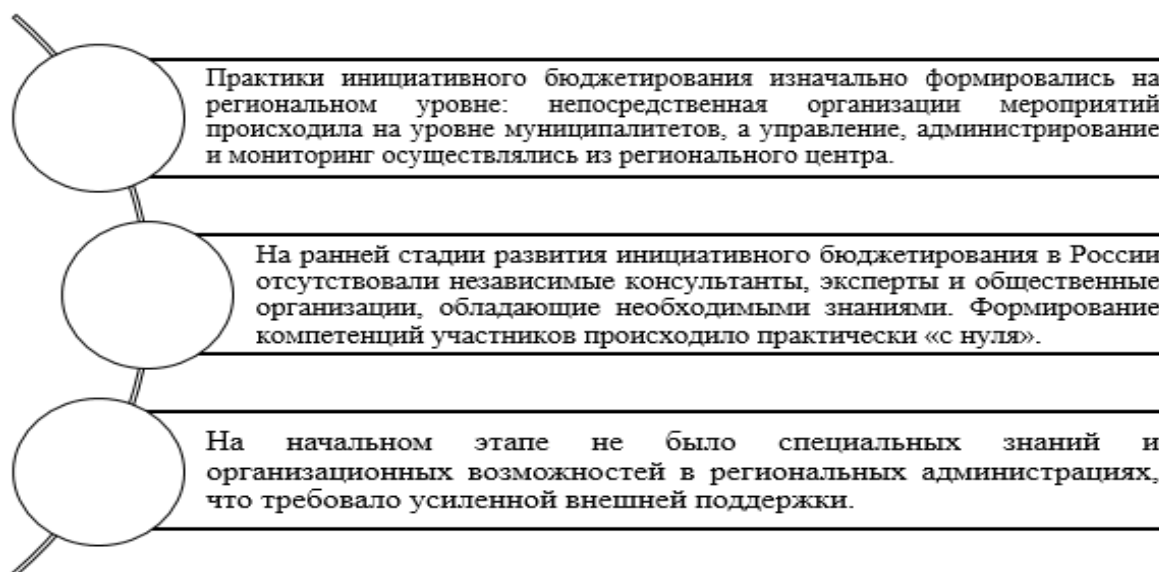 Практики инициативного бюджетирования изначально формировались на
региональном уровне: непосредственная организации мероприятий
происходила на уровне муниципалитетов, а управление, администрирование
и мониторинг осуществлялись из регионального центра.
На ранней стадии развития инициативного бюджетирования в России
отсутствовали независимые консультанты, эксперты и общественные
организации, обладающие необходимыми знаниями. Формирование
компетенций участников происходило практически «с нуля».
На начальном этапе не было специальных знаний и
организационных возможностей в региональных администрациях,
что требовало усиленной внешней поддержки.